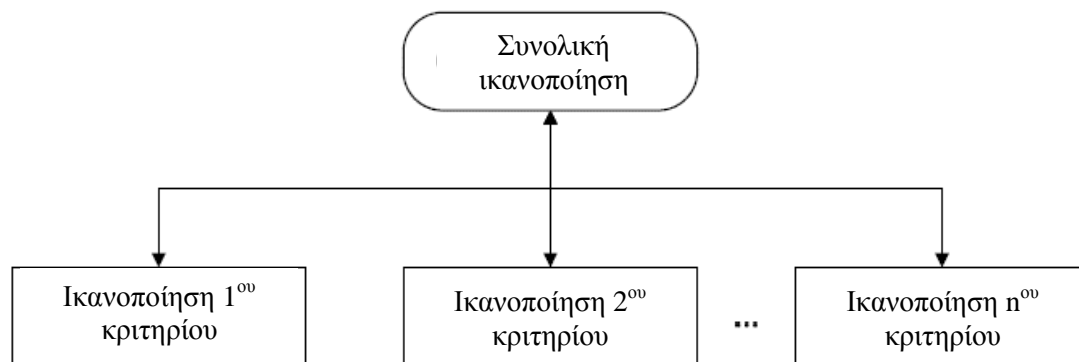 Συνολική
ικανοποίηση
Ικανοποίηση 1ου
κριτηρίου
Ικανοποίηση 2ου
κριτηρίου
...
Ικανοποίηση nου
κριτηρίου